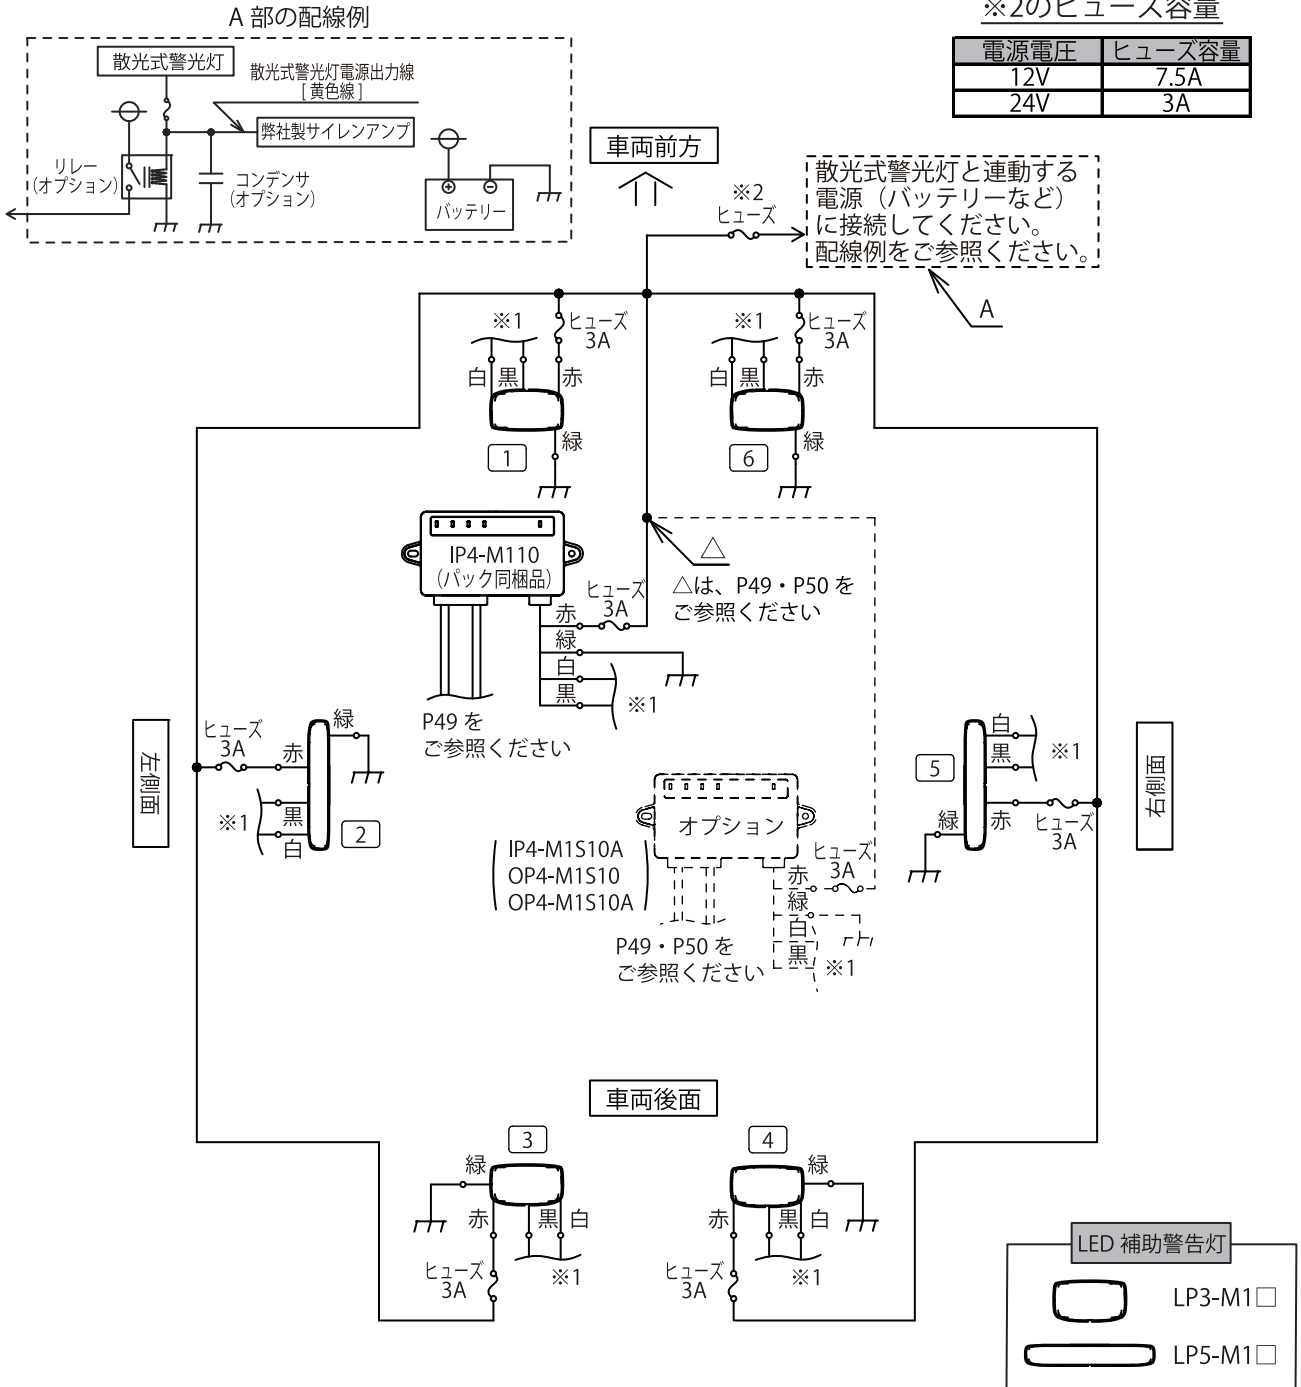 A 部の配線例
散光式警光灯
散光式警光灯電源出力線
[ 黄色線 ]
弊社製サイレンアンプ
リレー
(オプション)
コンデンサ
(オプション)
バッテリー
※2のヒューズ容量
電源電圧 ヒューズ容量
12V 7.5A
24V 3A
車両前方
※2
ヒューズ
散光式警光灯と連動する
電源（バッテリーなど）
に接続してください。
配線例をご参照ください。
A
※1
ヒューズ
3A
白 黒 赤
緑
1
※1
ヒューズ
3A
白 黒 赤
緑
6
IP4-M110
(パック同梱品)
△
△は、P49・P50 を
ご参照ください
ヒューズ
3A
赤
緑
白
黒
※1
P49 を
ご参照ください
左側面
ヒューズ
3A
赤
緑
※1
黒
白
2
オプション
IP4-M1S10A
OP4-M1S10
OP4-M1S10A
ヒューズ
3A
赤
緑
白
黒
※1
P49・P50 を
ご参照ください
5
白
黒
※1
赤
緑
ヒューズ
3A
右側面
車両後面
3
緑
赤 黒 白
ヒューズ
3A
※1
4
緑
赤 黒 白
ヒューズ
3A
※1
LED 補助警告灯
LP3-M1□
LP5-M1□